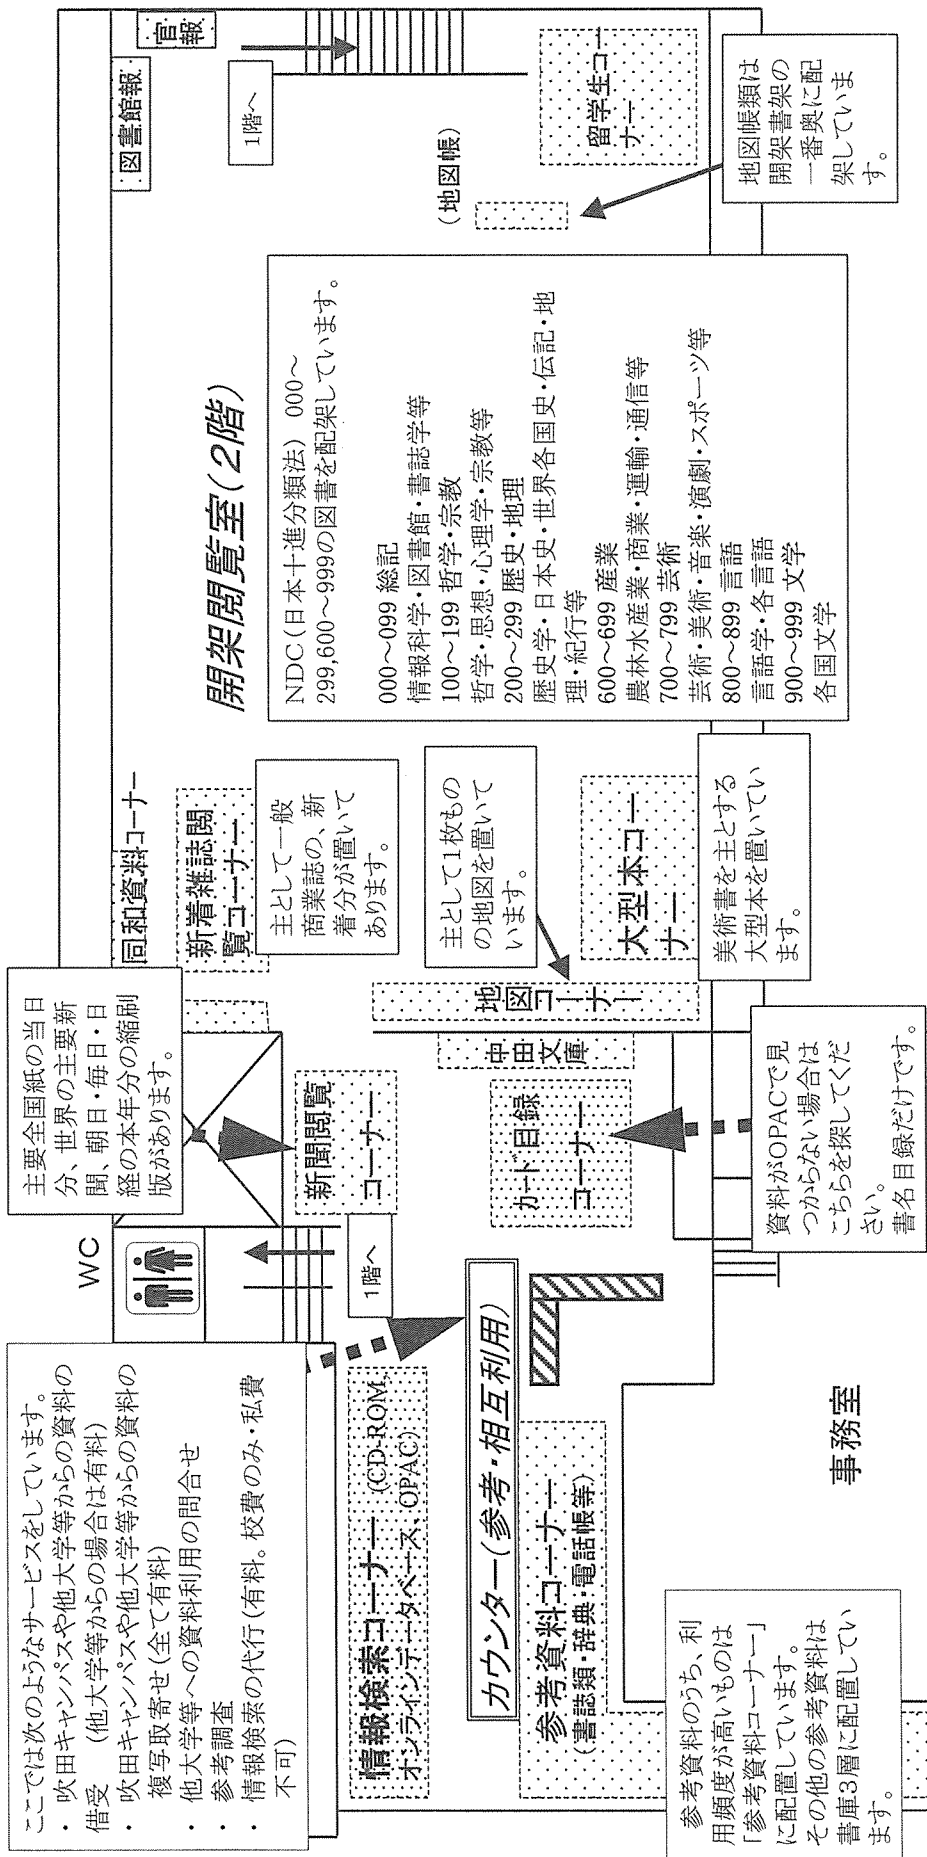 開架閲覧室(2階)
ここでは次のようなサービスをしています。
・ 吹田キャンパスや他大学等からの資料の
借受 (他大学等からの場合は有料)
・ 吹田キャンパスや他大学等からの資料の
複写取寄せ(全て有料)
・ 他大学等への資料利用の問合せ
・ 参考調査
・ 情報検索の代行(有料。校費のみ・私費
不可)
WC
主要全国紙の当日
分、世界の主要新
聞、朝日・毎日・日
経の本年分の縮刷
版があります。
同和資料コーナー
図書館報
官報
新着雑誌閲
覧コーナー
主として一般
商業誌の、新
着分が置いて
あります。
1階へ
新聞閲覧
コーナー
1階へ
情報検索コーナー (CD-ROM,
オンラインデータベース、OPAC)
カウンター(参考・相互利用)
参考資料コーナー
(書誌類・辞典・電話帳等)
カード目録
コーナー
中田文庫
地図
コーナー
主として1枚もの
の地図を置いて
います。
大型本コー
ナー
美術書を主とする
大型本を置いてい
ます。
NDC(日本十進分類法) 000~
299,600~999の図書を配架しています。
000~099 総記
情報科学・図書館・書誌学等
100~199 哲学・宗教
哲学・思想・心理学・宗教等
200~299 歴史・地理
歴史学・日本史・世界各国史・伝記・地
理・紀行等
600~699 産業
農林水産業・商業・運輸・通信等
700~799 芸術
芸術・美術・音楽・演劇・スポーツ等
800~899 言語
言語学・各言語
900~999 文学
各国文学
(地図帳)
留学生コー
ナー
地図帳類は
開架書架の
一番奥に配
架していま
す。
参考資料のうち、利
用頻度が高いものは
「参考資料コーナー」
に配置しています。
その他の参考資料は
書庫3層に配置してい
ます。
事務室
資料がOPACで見
つからない場合は
こちらを探してくだ
さい。
書名目録だけです。